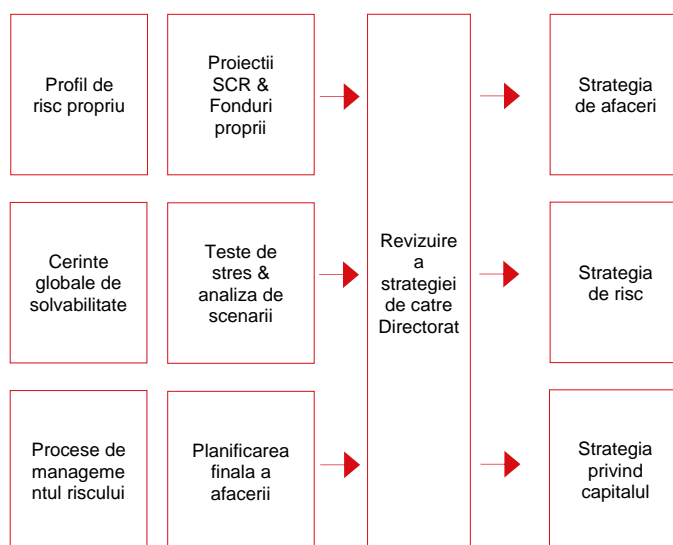 Profil de
risc propriu
Proiectii
SCR &
Fonduri
proprii
Strategia
de afaceri
Cerinte
globale de
solvabilitate
Teste de
stres &
analiza de
scenarii
Revizuire
a
strategiei
de catre
Directorat
Strategia
de risc
Procese de
manageme
ntul riscului
Planificarea
finala a
afacerii
Strategia
privind
capitalul